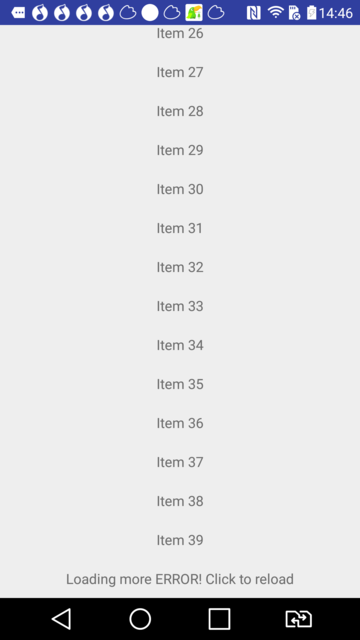 14:46
Item 26
Item 27
Item 28
Item 29
Item 30
Item 31
Item 32
Item 33
Item 34
Item 35
Item 36
Item 37
Item 38
Item 39
Loading more ERROR! Click to reload